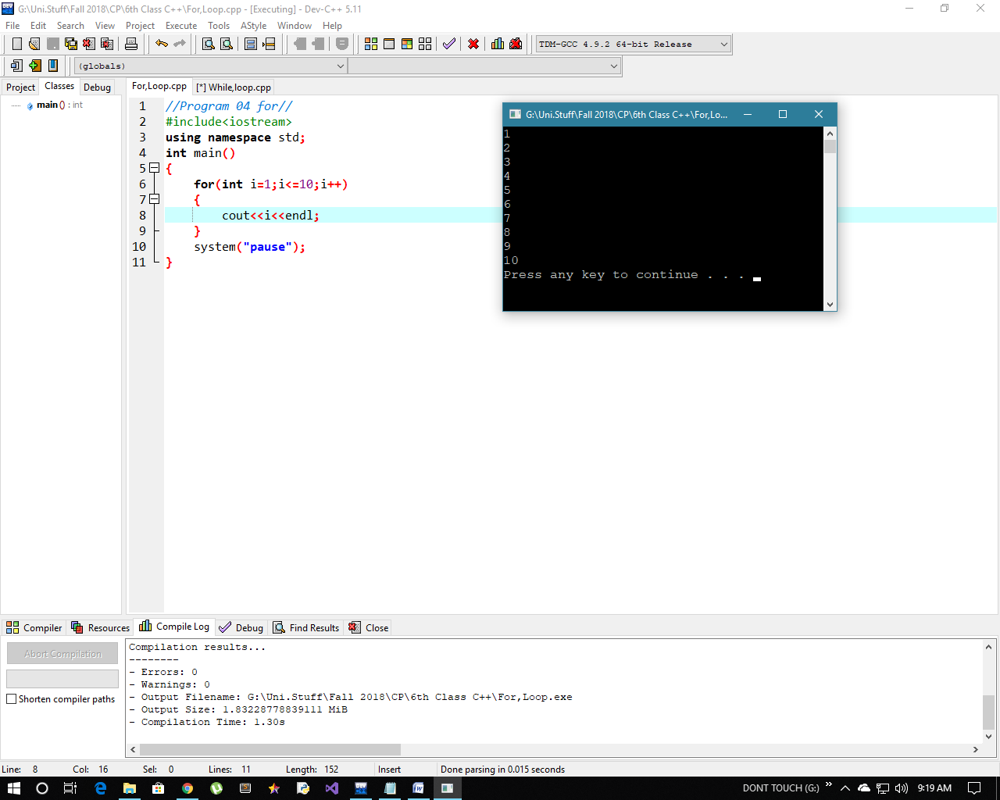 G:\Uni.Stuff\Fall 2018\CP\6th Class C++\For,Loop.cpp - [Executing] - Dev-C++ 5.11
File Edit Search View Project Execute Tools AStyle Window Help
TDM-GCC 4.9.2 64-bit Release
(globals)
Project Classes Debug
For,Loop.cpp [*] While,loop.cpp
main () : int
1 //Program 04 for//
2 #include<iostream>
3 using namespace std;
4 int main()
5 {
6 for(int i=1;i<=10;i++)
7 {
8 cout<<i<<endl;
9 }
10 system("pause");
11 }
G:\Uni.Stuff\Fall 2018\CP\6th Class C++\For,Lo...
1
2
3
4
5
6
7
8
9
10
Press any key to continue . . .
Compiler Resources Compile Log Debug Find Results Close
Abort Compilation
Shorten compiler paths
Compilation results...
--------
- Errors: 0
- Warnings: 0
- Output Filename: G:\Uni.Stuff\Fall 2018\CP\6th Class C++\For,Loop.exe
- Output Size: 1.83228778839111 MiB
- Compilation Time: 1.30s
Line: 8 Col: 16 Sel: 0 Lines: 11 Length: 152 Insert Done parsing in 0.015 seconds
DONT TOUCH (G:) 9:19 AM